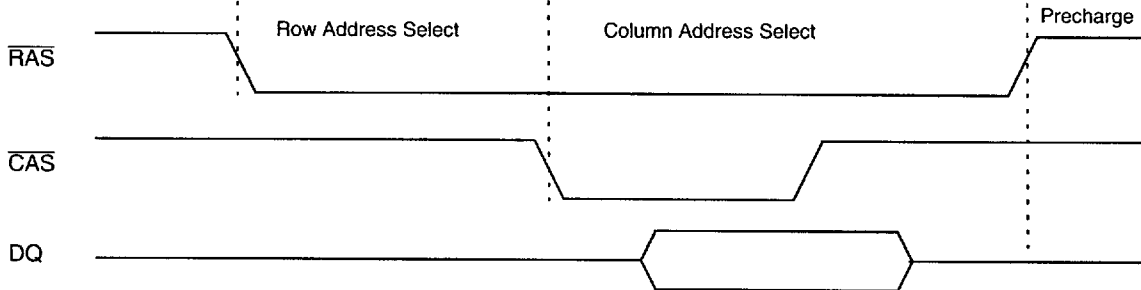 Row Address Select
Column Address Select
Precharge
RAS
CAS
DQ